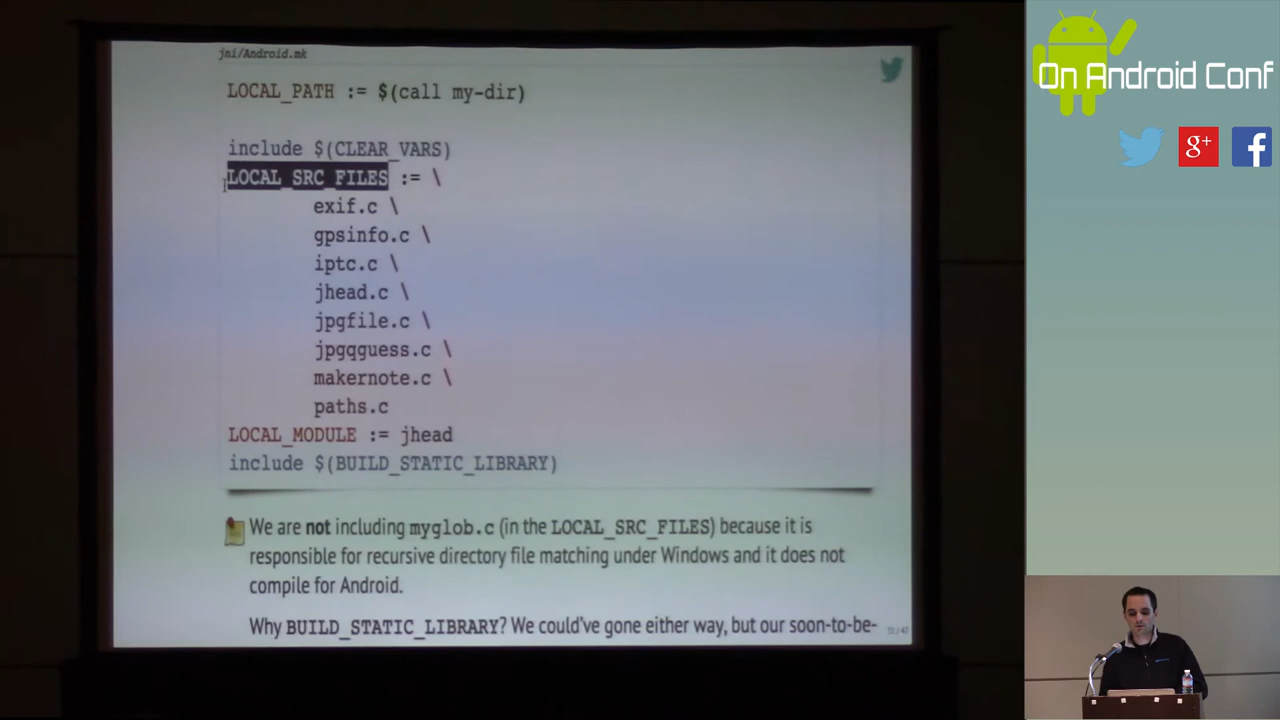 jni/Android.mk
LOCAL_PATH := $(call my-dir)
include $(CLEAR_VARS)
LOCAL_SRC_FILES := \
exif.c \
gpsinfo.c \
iptc.c \
jhead.c \
jpgfile.c \
jpgqguess.c \
makernote.c \
paths.c
LOCAL_MODULE := jhead
include $(BUILD_STATIC_LIBRARY)
We are not including myglob.c (in the LOCAL_SRC_FILES) because it is
responsible for recursive directory file matching under Windows and it does not
compile for Android.
Why BUILD_STATIC_LIBRARY? We could've gone either way, but our soon-to-be-
On Android Conf
g+
f